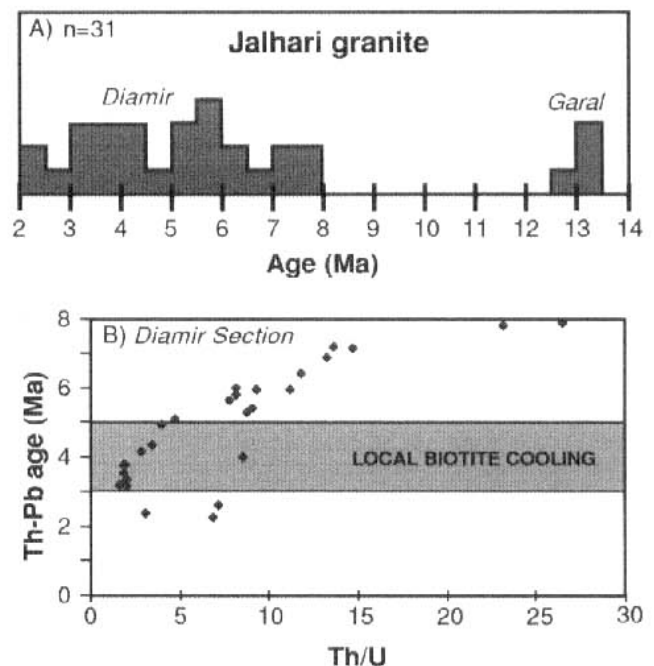 A) n=31
Jalhari granite
Diamir
Garal
2 3 4 5 6 7 8 9 10 11 12 13 14
Age (Ma)
B) Diamir Section
8
6
4
2
0
Th-Pb age (Ma)
LOCAL BIOTITE COOLING
0 5 10 15 20 25 30
Th/U